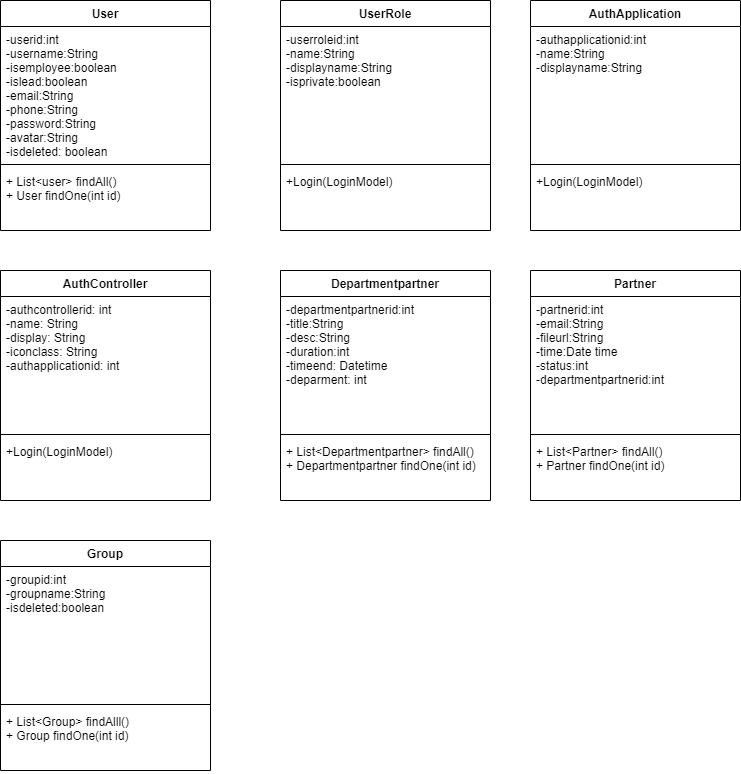 User
-userid:int
-username:String
-isemployee:boolean
-islead:boolean
-email:String
-phone:String
-password:String
-avatar:String
-isdeleted: boolean
+ List<user> findAll()
+ User findOne(int id)
UserRole
-userroleid:int
-name:String
-displayname:String
-isprivate:boolean
+Login(LoginModel)
AuthApplication
-authapplicationid:int
-name:String
-displayname:String
+Login(LoginModel)
AuthController
-authcontrollerid: int
-name: String
-display: String
-iconclass: String
-authapplicationid: int
+Login(LoginModel)
Departmentpartner
-departmentpartnerid:int
-title:String
-desc:String
-duration:int
-timeend: Datetime
-deparment: int
+ List<Departmentpartner> findAll()
+ Departmentpartner findOne(int id)
Partner
-partnerid:int
-email:String
-fileurl:String
-time:Date time
-status:int
-departmentpartnerid:int
+ List<Partner> findAll()
+ Partner findOne(int id)
Group
-groupid:int
-groupname:String
-isdeleted:boolean
+ List<Group> findAlll()
+ Group findOne(int id)